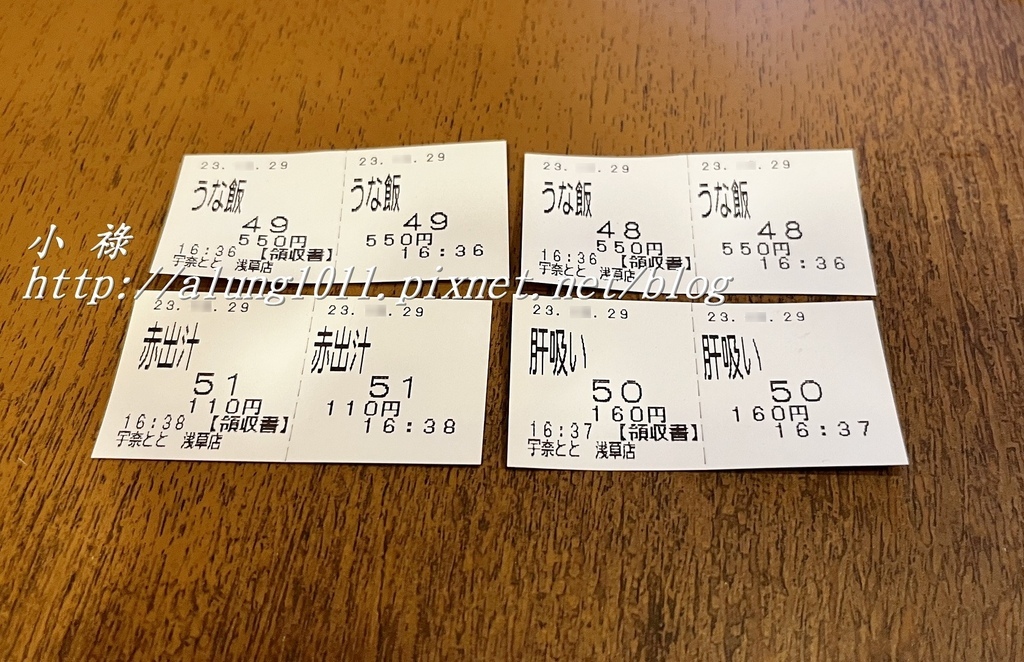 23. .29
うな飯
49
550円
16:36 【領収書】
宇奈とと 浅草店
23. .29
うな飯
49
550円
16:36
23. .29
うな飯
48
550円
16:36 【領収書】
宇奈とと 浅草店
23. .29
うな飯
48
550円
16:36
小 祿
http://alung1011.pixnet.net/blog
23. .29
赤出汁
51
110円
16:38 【領収書】
宇奈とと 浅草店
23. .29
赤出汁
51
110円
16:38
23. .29
肝吸い
50
160円
16:37 【領収書】
宇奈とと 浅草店
23. .29
肝吸い
50
160円
16:37